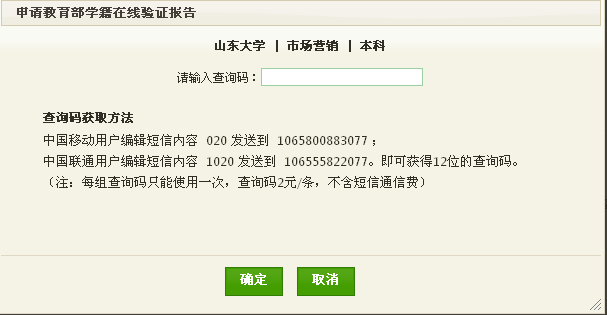 申请教育部学籍在线验证报告
山东大学 | 市场营销 | 本科
请输入查询码：
查询码获取方法
中国移动用户编辑短信内容 020 发送到 1065800883077；
中国联通用户编辑短信内容 1020 发送到 106555822077。即可获得12位的查询码。
（注：每组查询码只能使用一次，查询码2元/条，不含短信通信费）
确定 取消